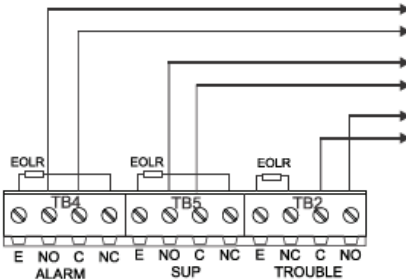 EOLR EOLR EOLR
TB4 TB5 TB2
E NO C NC E NO C NC E NC C NO
ALARM SUP TROUBLE